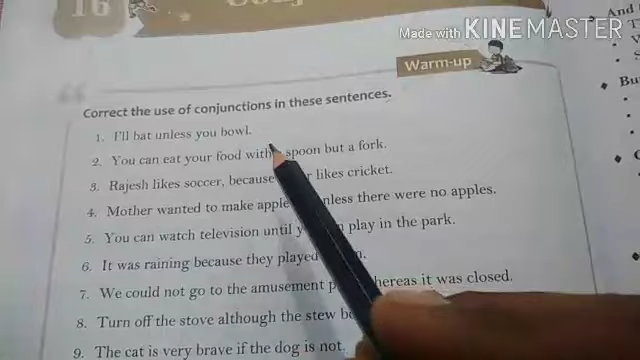 16
Made with KINEMASTER
And
Warm-up
Bu
Correct the use of conjunctions in these sentences.
1. I'll bat unless you bowl.
2. You can eat your food with spoon but a fork.
3. Rajesh likes soccer, because likes cricket.
4. Mother wanted to make apple there were no apples.
5. You can watch television until play in the park.
6. It was raining because they played
7. We could not go to the amusement it was closed.
8. Turn off the stove although the stew
9. The cat is very brave if the dog is not.